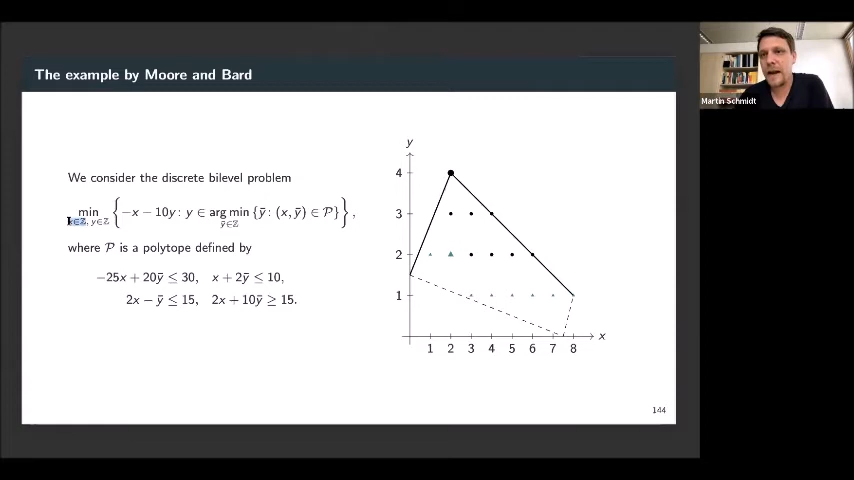 The example by Moore and Bard
Martin Schmidt
We consider the discrete bilevel problem
min {−x − 10y : y ∈ arg min {ȳ : (x, ȳ) ∈ 𝒫}},
x∈ℤ, y∈ℤ ȳ∈ℤ
where 𝒫 is a polytope defined by
−25x + 20ȳ ≤ 30, x + 2ȳ ≤ 10,
2x − ȳ ≤ 15, 2x + 10ȳ ≥ 15.
y
4
3
2
1
1 2 3 4 5 6 7 8 x
144